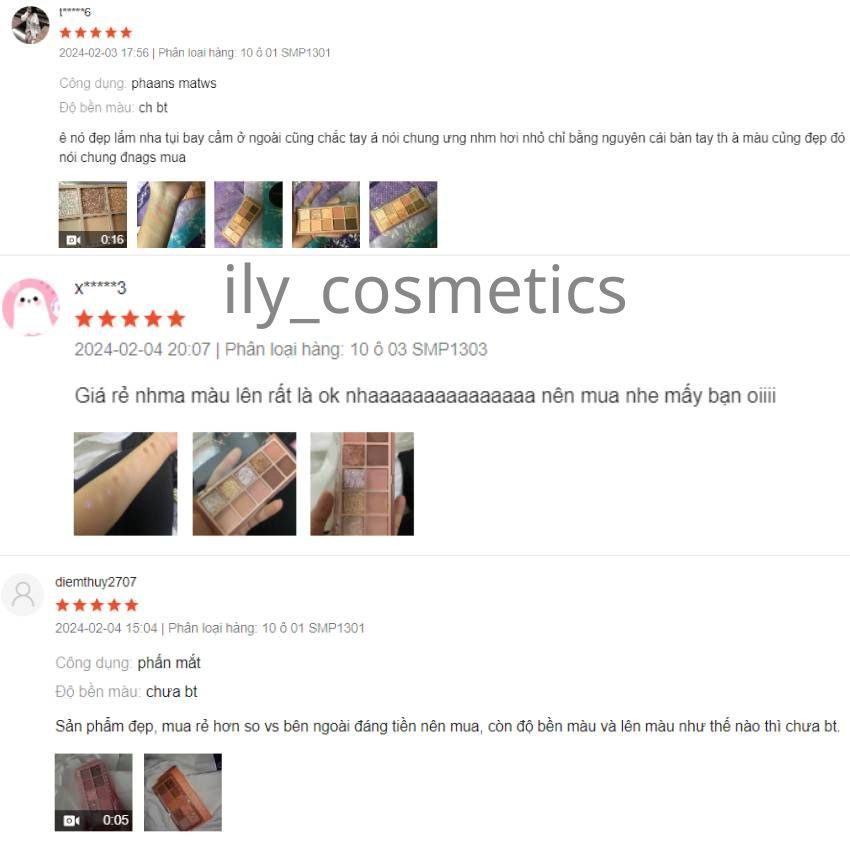 t*****6
2024-02-03 17:56 | Phân loại hàng: 10 ô 01 SMP1301
Công dụng: phaans matws
Độ bền màu: ch bt
ê nó đẹp lắm nha tụi bay cầm ở ngoài cũng chắc tay á nói chung ưng nhm hơi nhỏ chỉ bằng nguyên cái bàn tay th à màu củng đẹp đó
nói chung đnags mua
0:16
ily_cosmetics
x*****3
2024-02-04 20:07 | Phân loại hàng: 10 ô 03 SMP1303
Giá rẻ nhma màu lên rất là ok nhaaaaaaaaaaaaaaa nên mua nhe mấy bạn oiiii
diemthuy2707
2024-02-04 15:04 | Phân loại hàng: 10 ô 01 SMP1301
Công dụng: phấn mắt
Độ bền màu: chưa bt
Sản phẩm đẹp, mua rẻ hơn so vs bên ngoài đáng tiền nên mua, còn độ bền màu và lên màu như thế nào thì chưa bt.
0:05